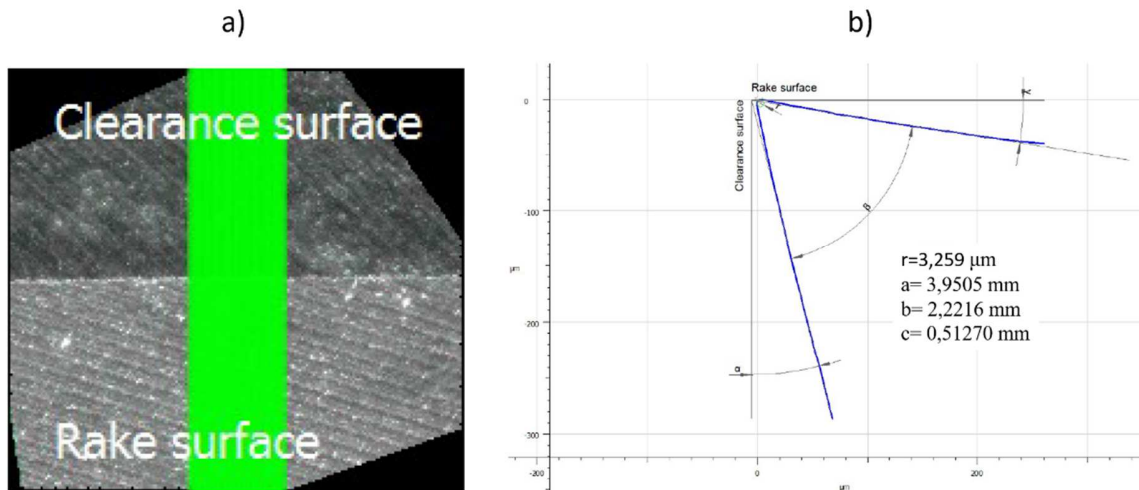 a)
b)
Clearance surface
Rake surface
Rake surface
Clearance surface
γ
r
β
α
0
-100
-200
-300
µm
-200
0
200
µm
r=3,259 µm
a= 3,9505 mm
b= 2,2216 mm
c= 0,51270 mm